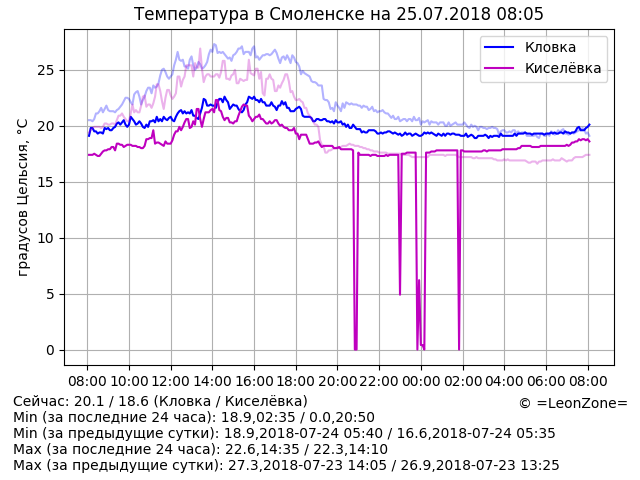 Температура в Смоленске на 25.07.2018 08:05
Кловка
Киселёвка
градусов Цельсия, °C
25
20
15
10
5
0
08:00 10:00 12:00 14:00 16:00 18:00 20:00 22:00 00:00 02:00 04:00 06:00 08:00
Сейчас: 20.1 / 18.6 (Кловка / Киселёвка)
© =LeonZone=
Min (за последние 24 часа): 18.9,02:35 / 0.0,20:50
Min (за предыдущие сутки): 18.9,2018-07-24 05:40 / 16.6,2018-07-24 05:35
Max (за последние 24 часа): 22.6,14:35 / 22.3,14:10
Max (за предыдущие сутки): 27.3,2018-07-23 14:05 / 26.9,2018-07-23 13:25